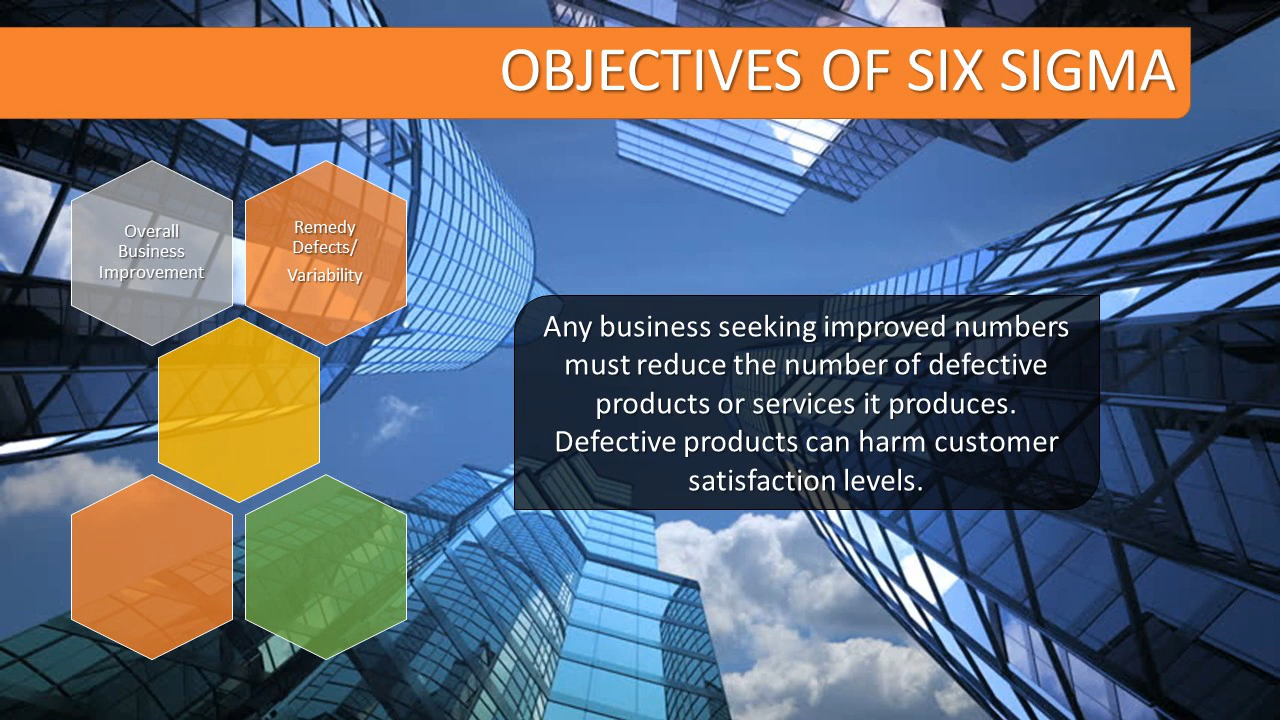 OBJECTIVES OF SIX SIGMA
Overall
Business
Improvement
Remedy
Defects/
Variability
Any business seeking improved numbers
must reduce the number of defective
products or services it produces.
Defective products can harm customer
satisfaction levels.